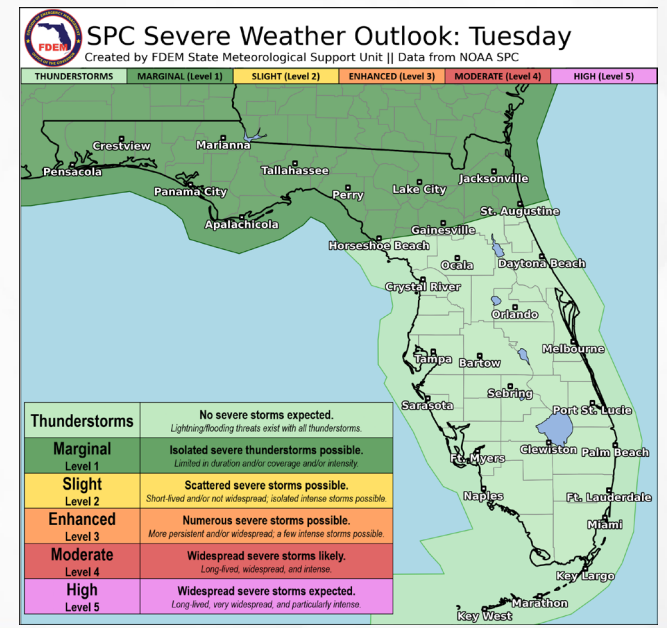 SPC Severe Weather Outlook: Tuesday
Created by FDEM State Meteorological Support Unit || Data from NOAA SPC
FDEM
THUNDERSTORMS
MARGINAL (Level 1)
SLIGHT (Level 2)
ENHANCED (Level 3)
MODERATE (Level 4)
HIGH (Level 5)
Crestview
Marianna
Pensacola
Tallahassee
Jacksonville
Panama City
Perry
Lake City
St. Augustine
Apalachicola
Gainesville
Horseshoe Beach
Ocala
Daytona Beach
Crystal River
Orlando
Melbourne
Tampa
Bartow
Sebring
Sarasota
Port St. Lucie
Clewiston
Palm Beach
Ft. Myers
Naples
Ft. Lauderdale
Miami
Key Largo
Marathon
Key West
Thunderstorms
No severe storms expected.
Lightning/flooding threats exist with all thunderstorms.
Marginal
Level 1
Isolated severe thunderstorms possible.
Limited in duration and/or coverage and/or intensity.
Slight
Level 2
Scattered severe storms possible.
Short-lived and/or not widespread; isolated intense storms possible.
Enhanced
Level 3
Numerous severe storms possible.
More persistent and/or widespread; a few intense storms possible.
Moderate
Level 4
Widespread severe storms likely.
Long-lived, widespread, and intense.
High
Level 5
Widespread severe storms expected.
Long-lived, very widespread, and particularly intense.